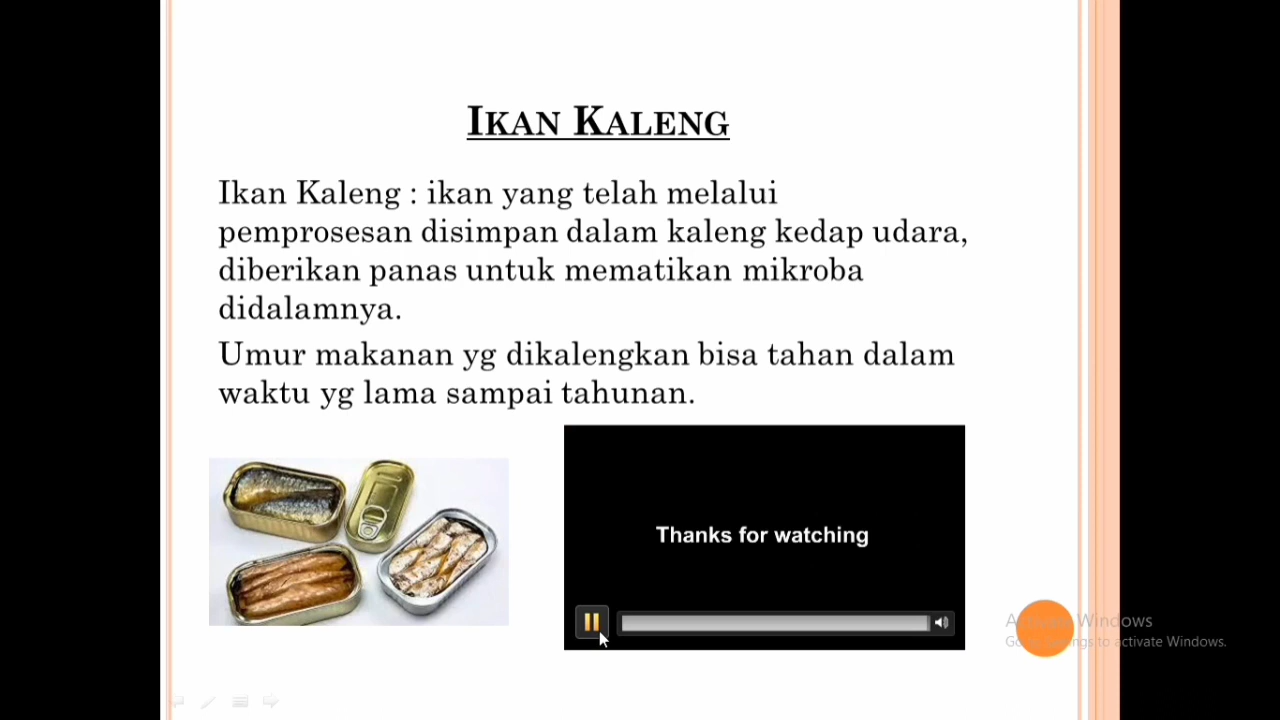 IKAN KALENG
Ikan Kaleng : ikan yang telah melalui
pemprosesan disimpan dalam kaleng kedap udara,
diberikan panas untuk mematikan mikroba
didalamnya.
Umur makanan yg dikalengkan bisa tahan dalam
waktu yg lama sampai tahunan.
Thanks for watching
Activate Windows
Go to Settings to activate Windows.